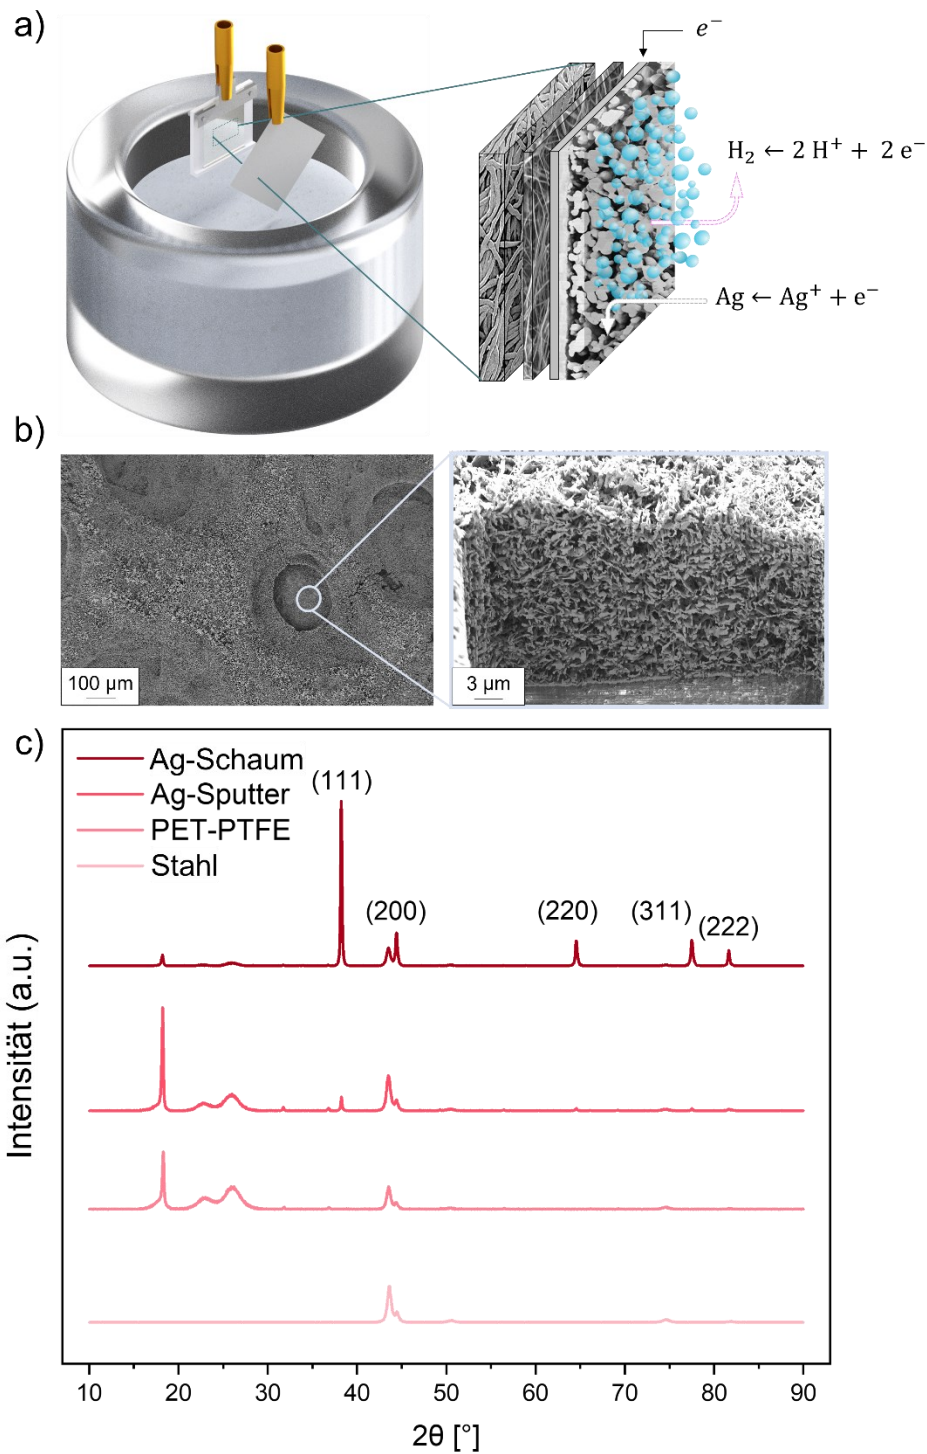 a)
e⁻
H₂ ← 2 H⁺ + 2 e⁻
Ag ← Ag⁺ + e⁻
b)
100 µm
3 µm
c)
Ag-Schaum
Ag-Sputter
PET-PTFE
Stahl
(111)
(200)
(220)
(311)
(222)
Intensität (a.u.)
10 20 30 40 50 60 70 80 90
2θ [°]